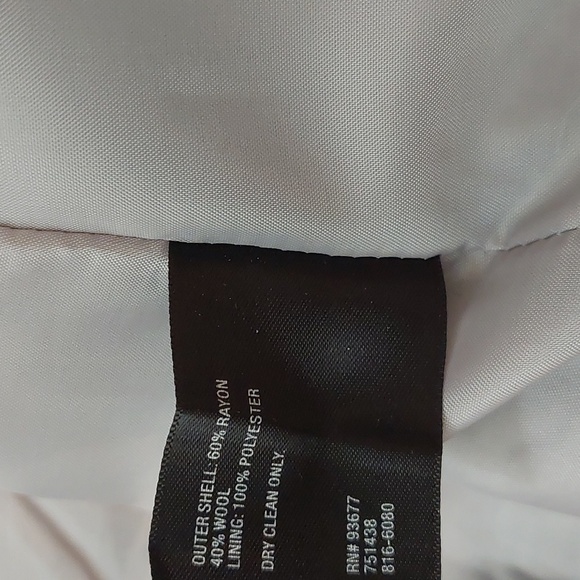 OUTER SHELL: 60% RAYON
40% WOOL
LINING: 100% POLYESTER
DRY CLEAN ONLY
RN# 93677
751438
816-6080